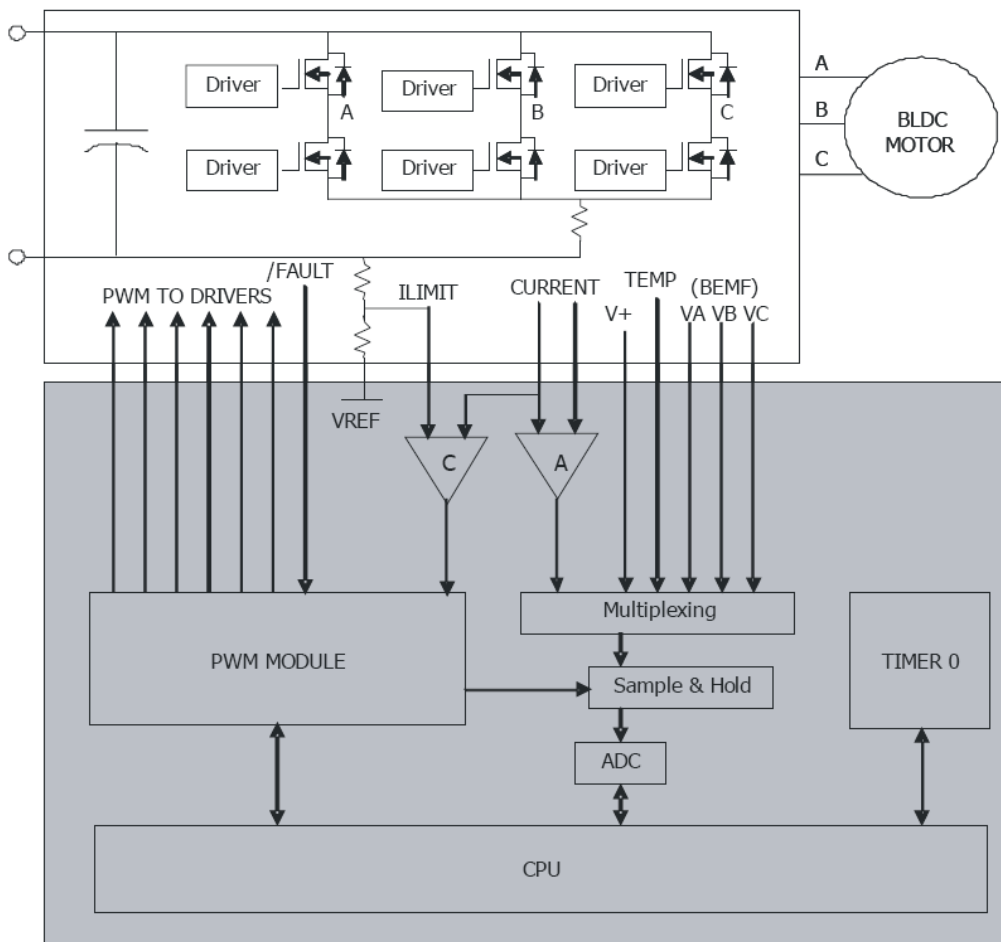 Driver
Driver
Driver
A
B
C
Driver
Driver
Driver
A
B
C
BLDC
MOTOR
/FAULT
PWM TO DRIVERS
ILIMIT
CURRENT
TEMP
V+
(BEMF)
VA VB VC
VREF
C
A
PWM MODULE
Multiplexing
Sample & Hold
ADC
TIMER 0
CPU